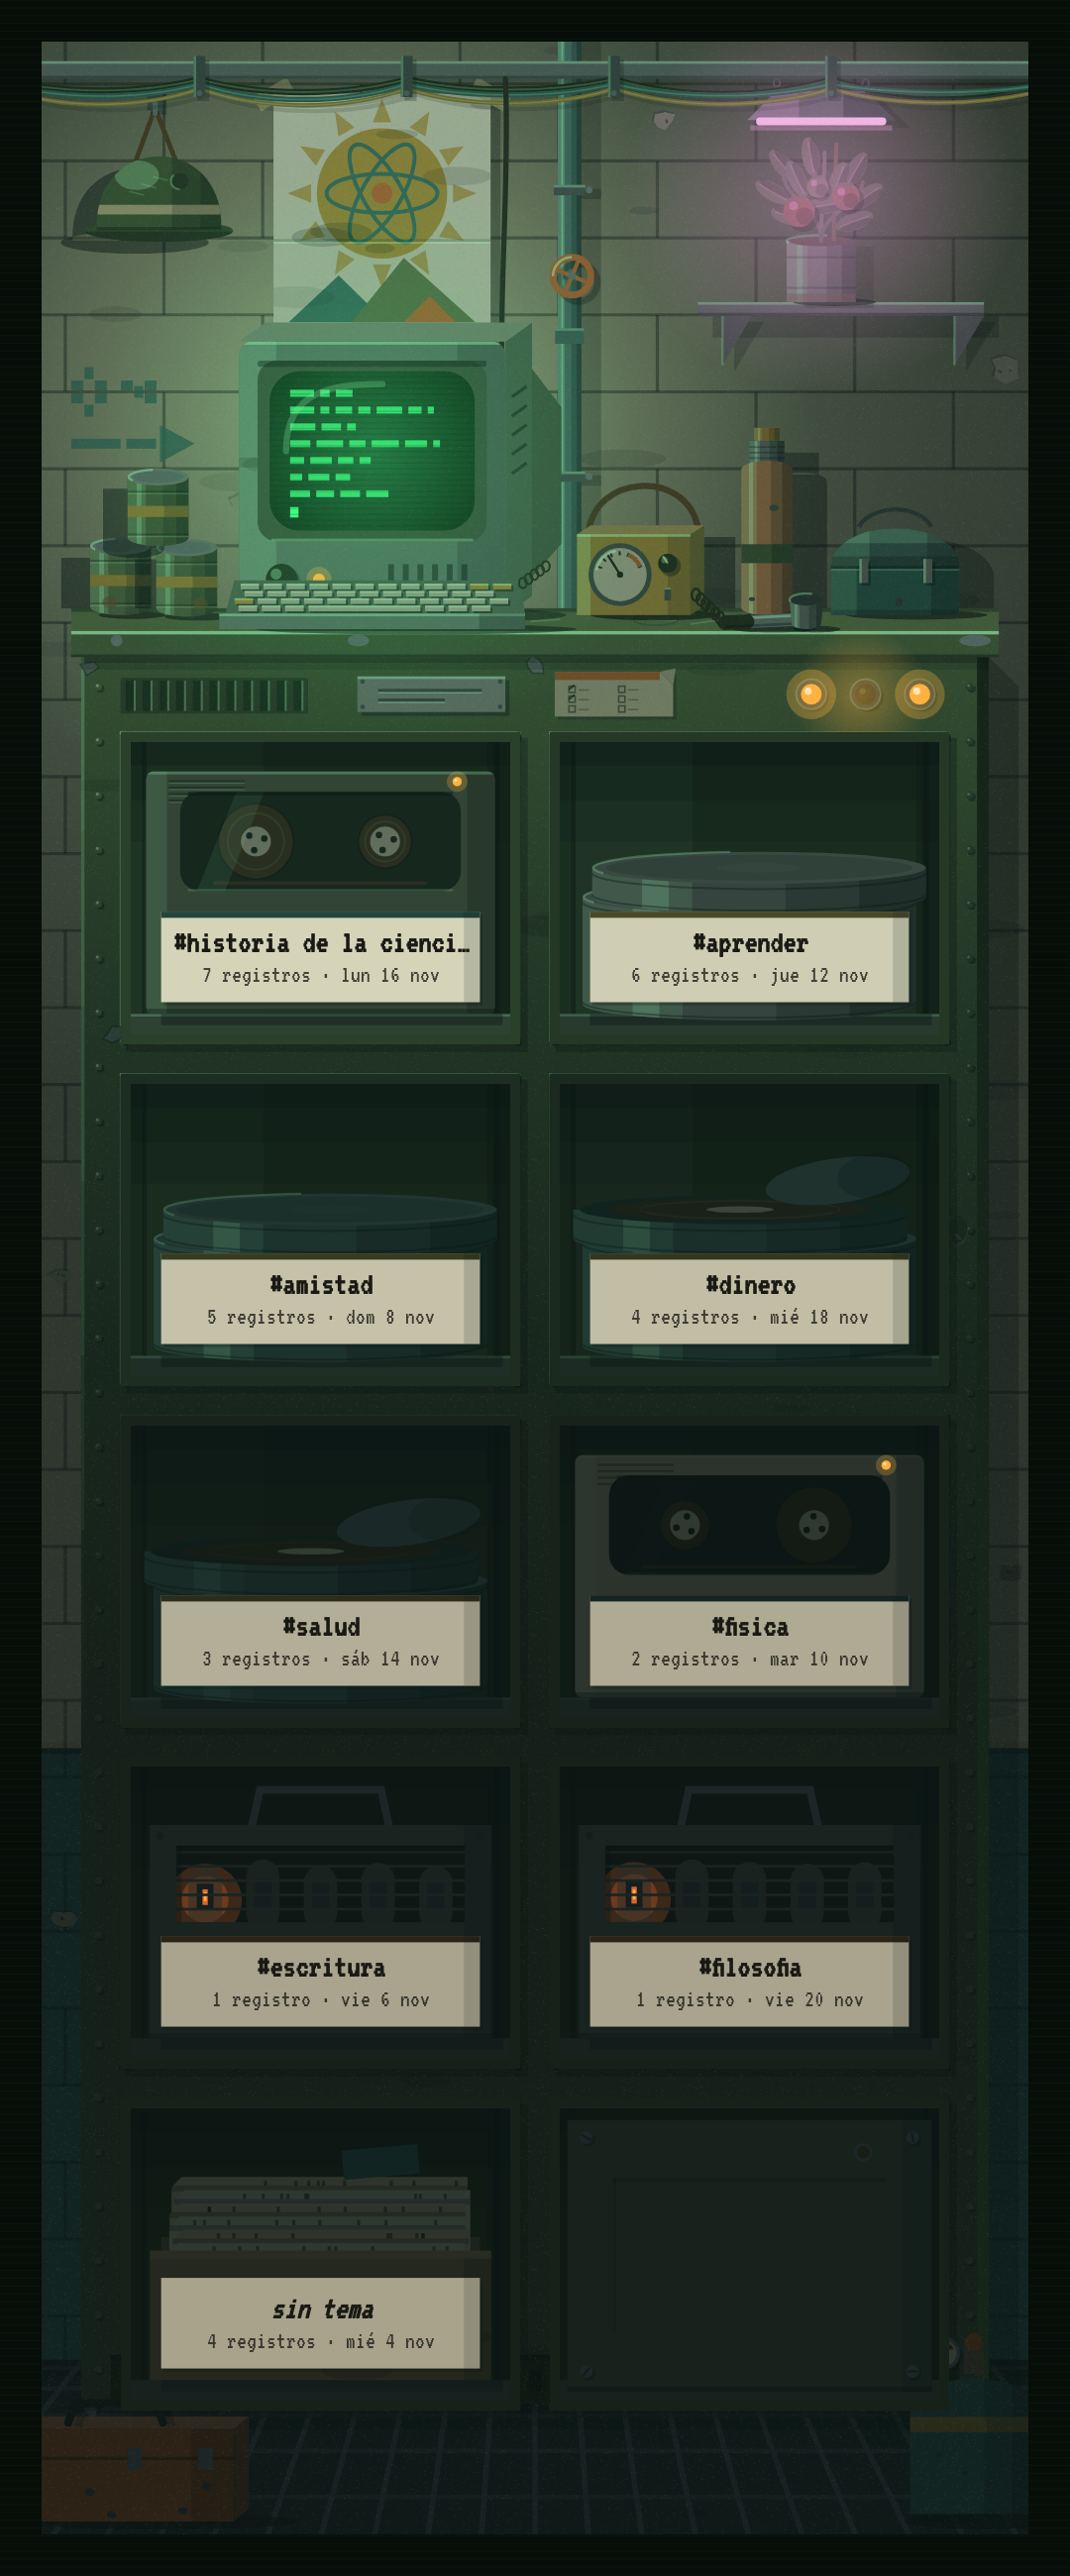 #historia de la cienci…
7 registros · lun 16 nov
#aprender
6 registros · jue 12 nov
#amistad
5 registros · dom 8 nov
#dinero
4 registros · mié 18 nov
#salud
3 registros · sáb 14 nov
#fisica
2 registros · mar 10 nov
#escritura
1 registro · vie 6 nov
#filosofia
1 registro · vie 20 nov
sin tema
4 registros · mié 4 nov